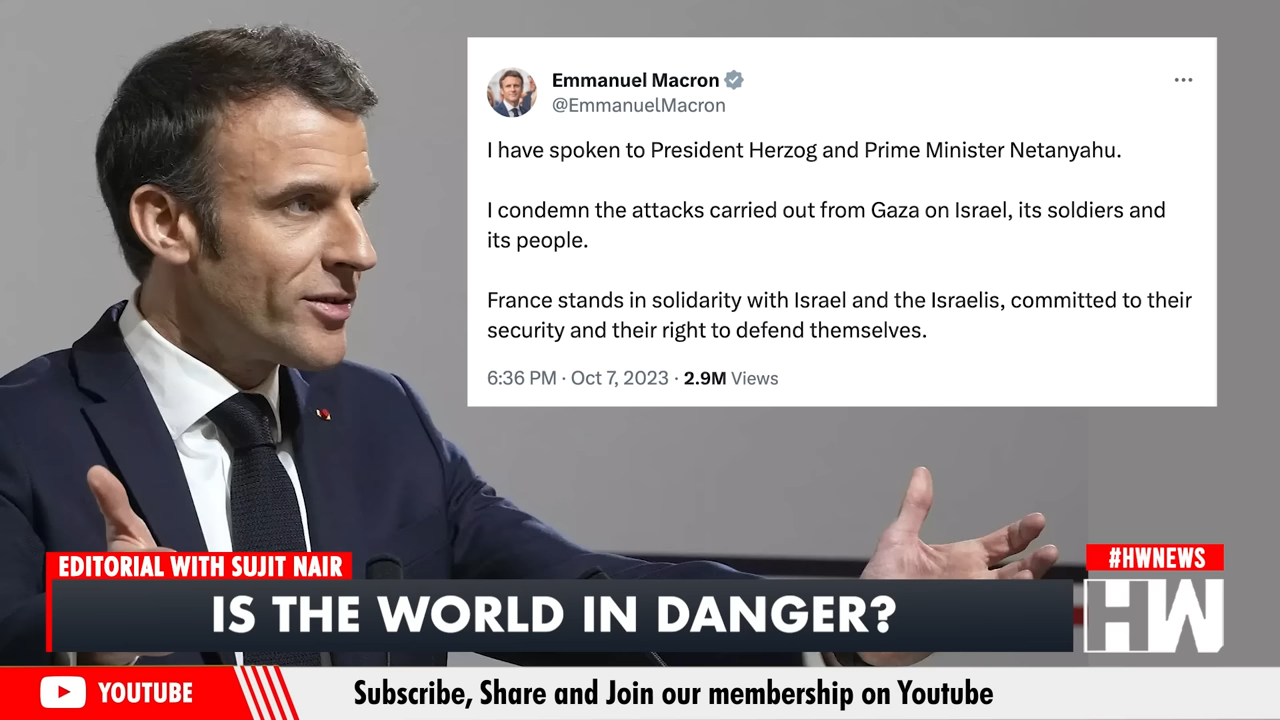 Emmanuel Macron
@EmmanuelMacron
I have spoken to President Herzog and Prime Minister Netanyahu.
I condemn the attacks carried out from Gaza on Israel, its soldiers and
its people.
France stands in solidarity with Israel and the Israelis, committed to their
security and their right to defend themselves.
6:36 PM · Oct 7, 2023 · 2.9M Views
EDITORIAL WITH SUJIT NAIR
#HWNEWS
IS THE WORLD IN DANGER?
HW
YOUTUBE
Subscribe, Share and Join our membership on Youtube